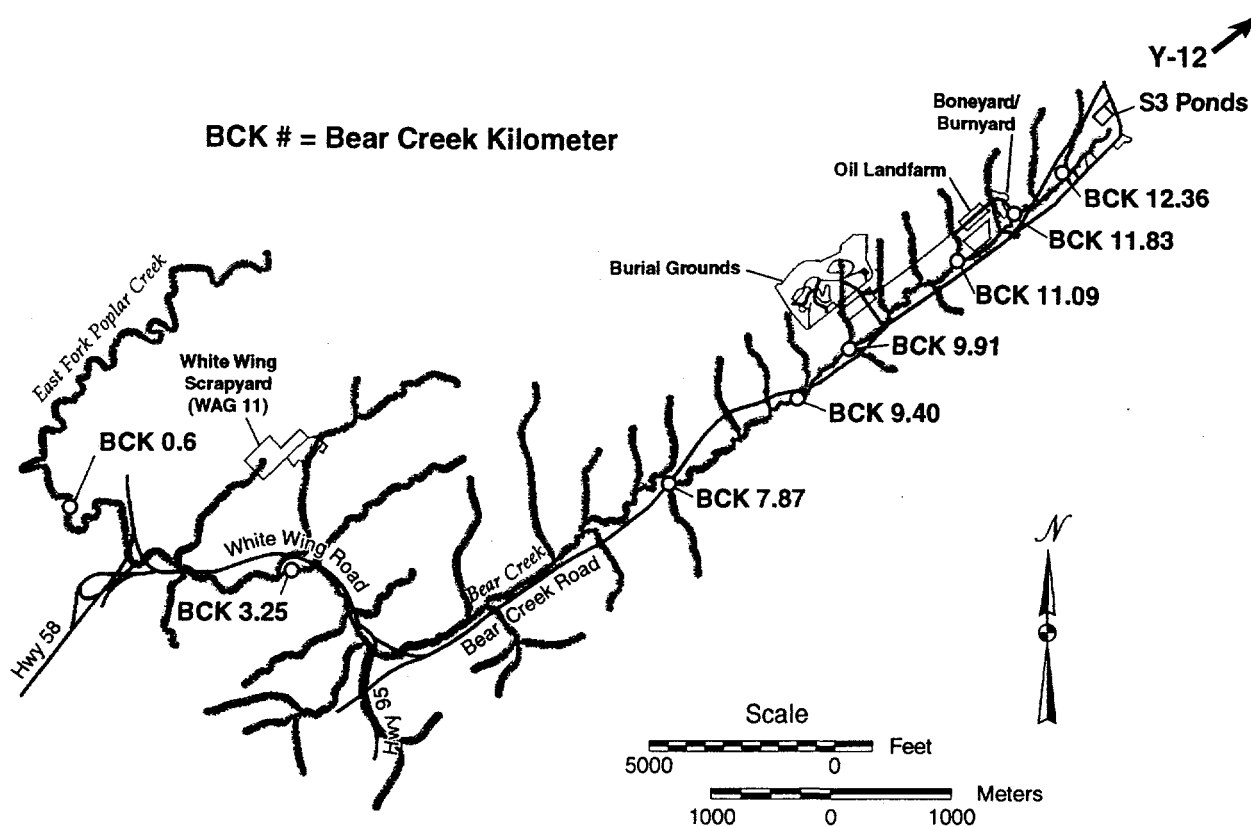 Y-12
S3 Ponds
Boneyard/
Burnyard
BCK # = Bear Creek Kilometer
Oil Landfarm
BCK 12.36
BCK 11.83
Burial Grounds
BCK 11.09
East Fork Poplar Creek
BCK 9.91
White Wing
Scrapyard
(WAG 11)
BCK 9.40
BCK 0.6
BCK 7.87
N
White Wing Road
Bear Creek
BCK 3.25
Bear Creek Road
Hwy 58
Hwy 95
Scale
Feet
5000 0
Meters
1000 0 1000